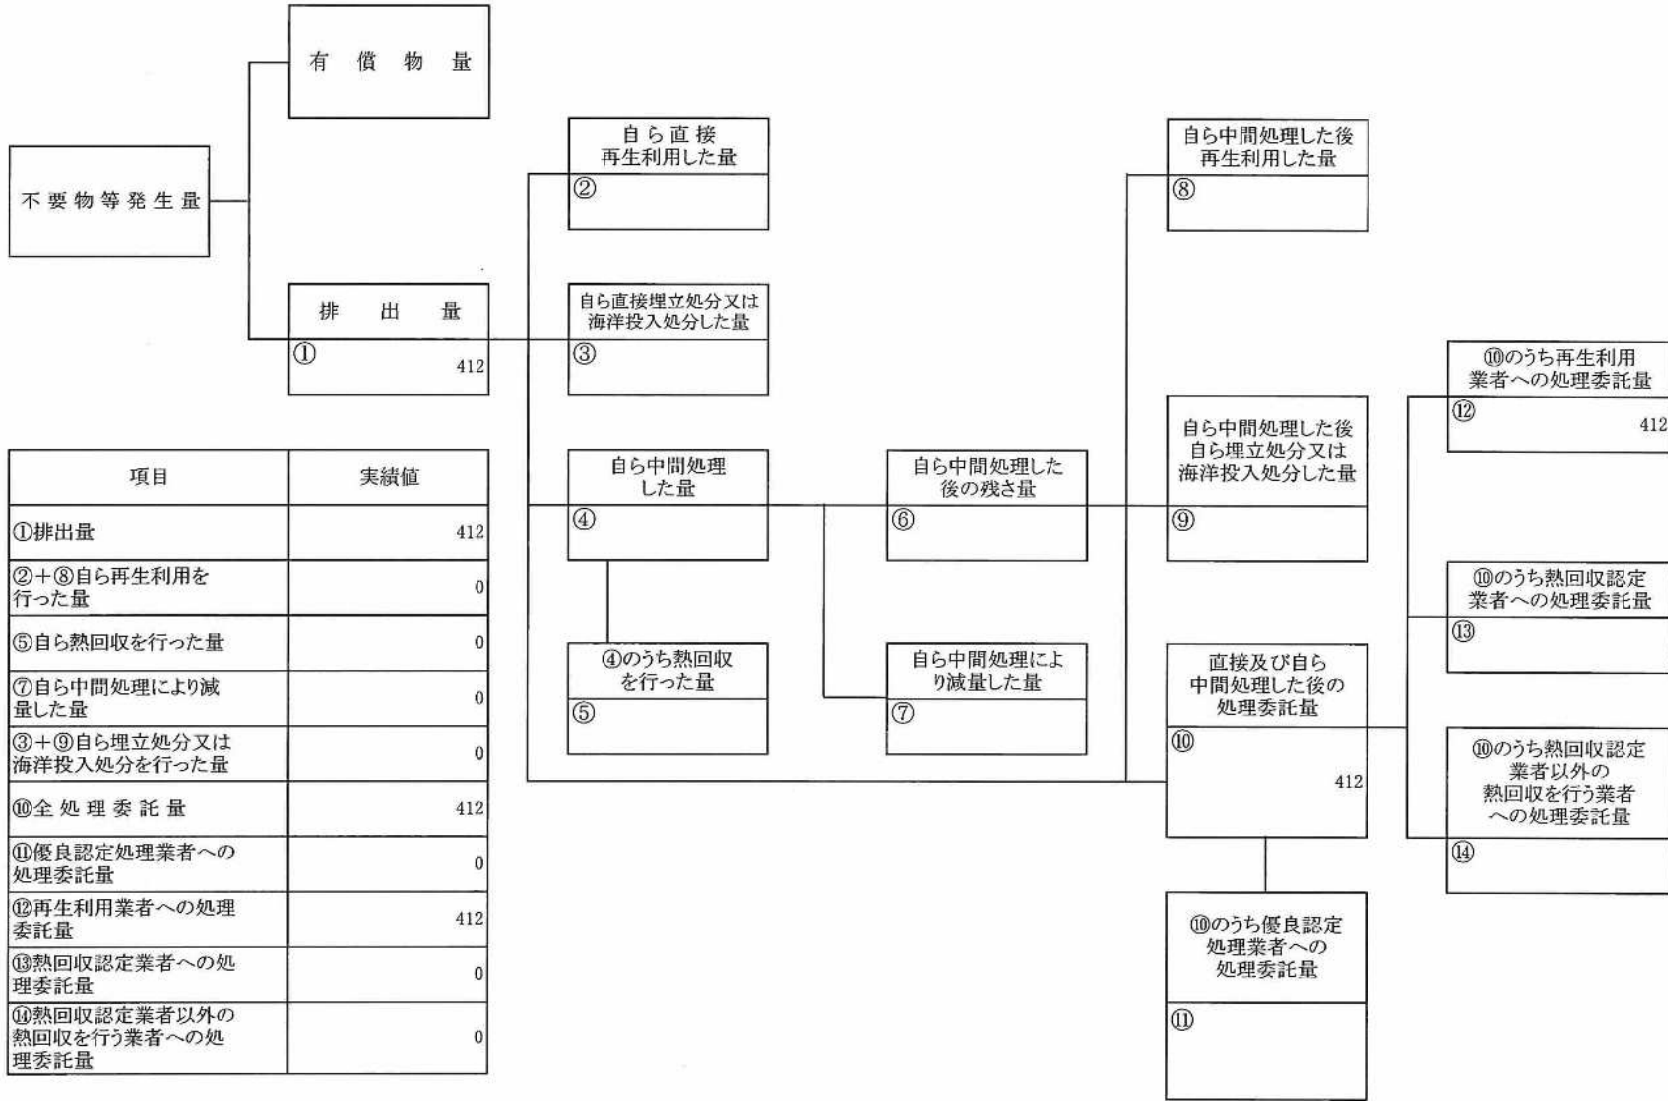 有償物量
不要物等発生量
排出量
①
412
自ら直接
再生利用した量
②
自ら直接埋立処分又は
海洋投入処分した量
③
自ら中間処理
した量
④
④のうち熱回収
を行った量
⑤
自ら中間処理した
後の残さ量
⑥
自ら中間処理によ
り減量した量
⑦
自ら中間処理した後
再生利用した量
⑧
自ら中間処理した後
自ら埋立処分又は
海洋投入処分した量
⑨
直接及び自ら
中間処理した後の
処理委託量
⑩
412
⑩のうち優良認定
処理業者への
処理委託量
⑪
⑩のうち再生利用
業者への処理委託量
⑫
412
⑩のうち熱回収認定
業者への処理委託量
⑬
⑩のうち熱回収認定
業者以外の
熱回収を行う業者
への処理委託量
⑭
項目 実績値
①排出量 412
②+⑧自ら再生利用を
行った量 0
⑤自ら熱回収を行った量 0
⑦自ら中間処理により減
量した量 0
③+⑨自ら埋立処分又は
海洋投入処分を行った量 0
⑩全処理委託量 412
⑪優良認定処理業者への
処理委託量 0
⑫再生利用業者への処理
委託量 412
⑬熱回収認定業者への処
理委託量 0
⑭熱回収認定業者以外の
熱回収を行う業者への処
理委託量 0